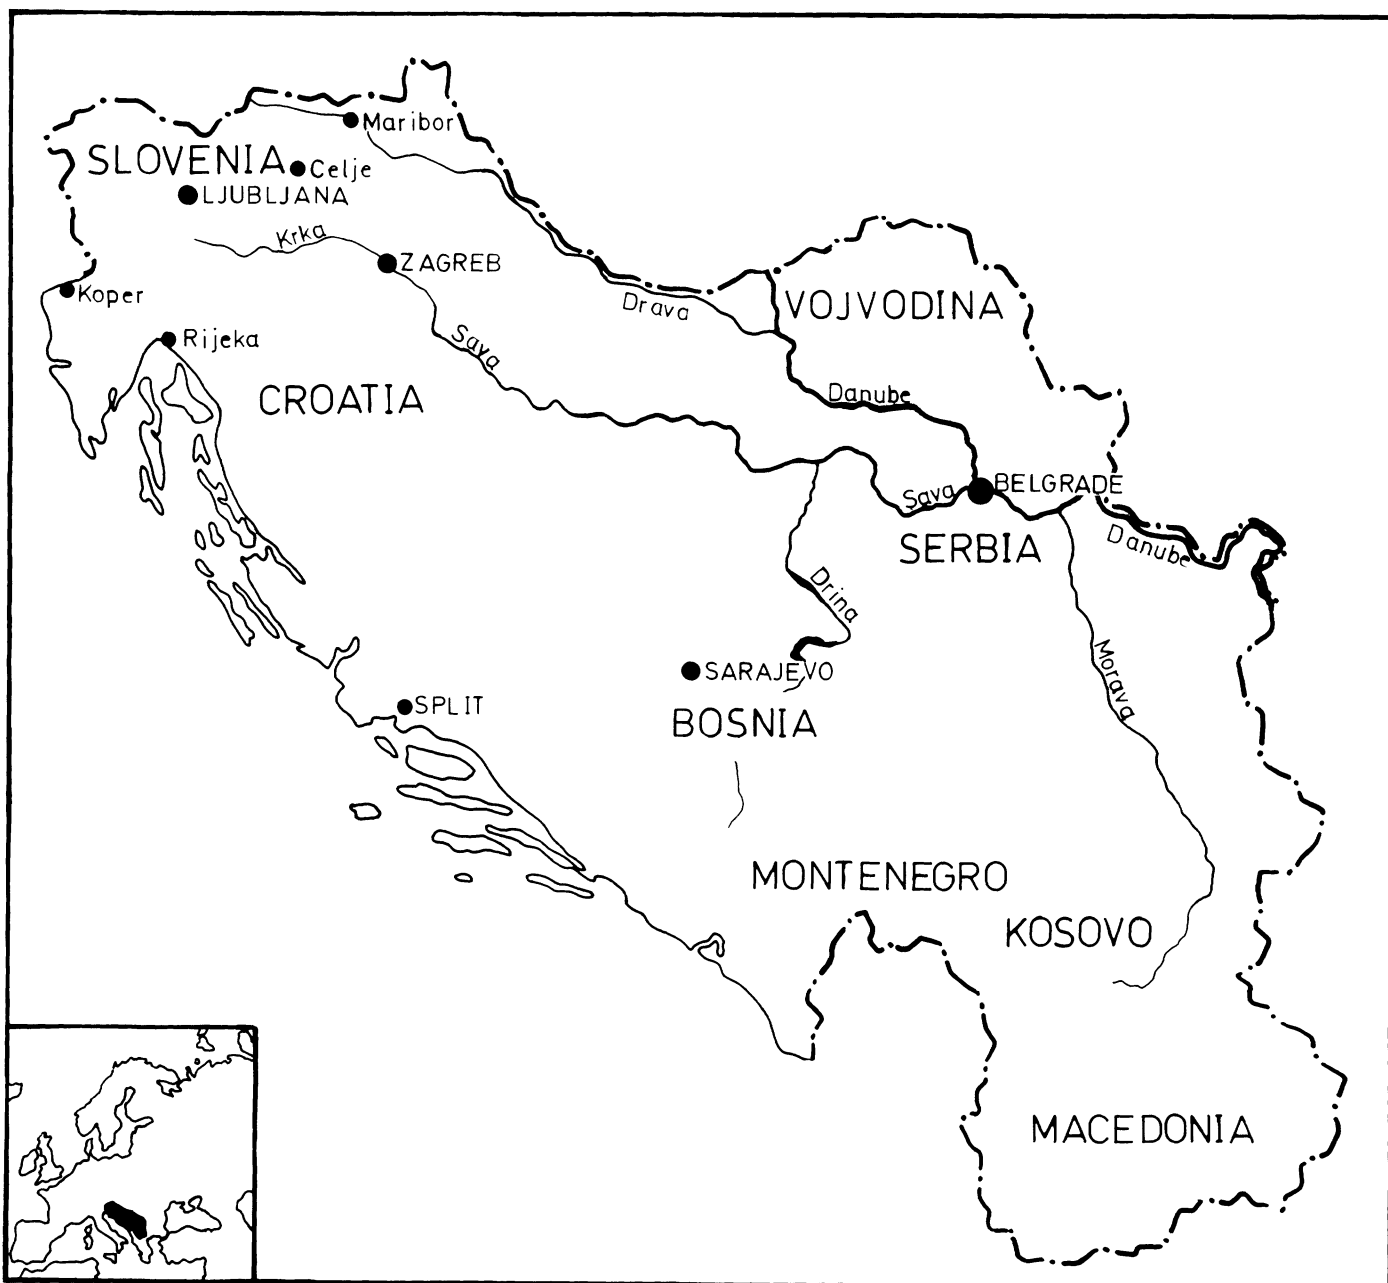 Maribor
SLOVENIA
Celje
LJUBLJANA
Krka
ZAGREB
Koper
Drava
VOJVODINA
Rijeka
Sava
CROATIA
Danube
BELGRADE
Sava
SERBIA
Danube
Drina
SARAJEVO
Morava
SPLIT
BOSNIA
MONTENEGRO
KOSOVO
MACEDONIA